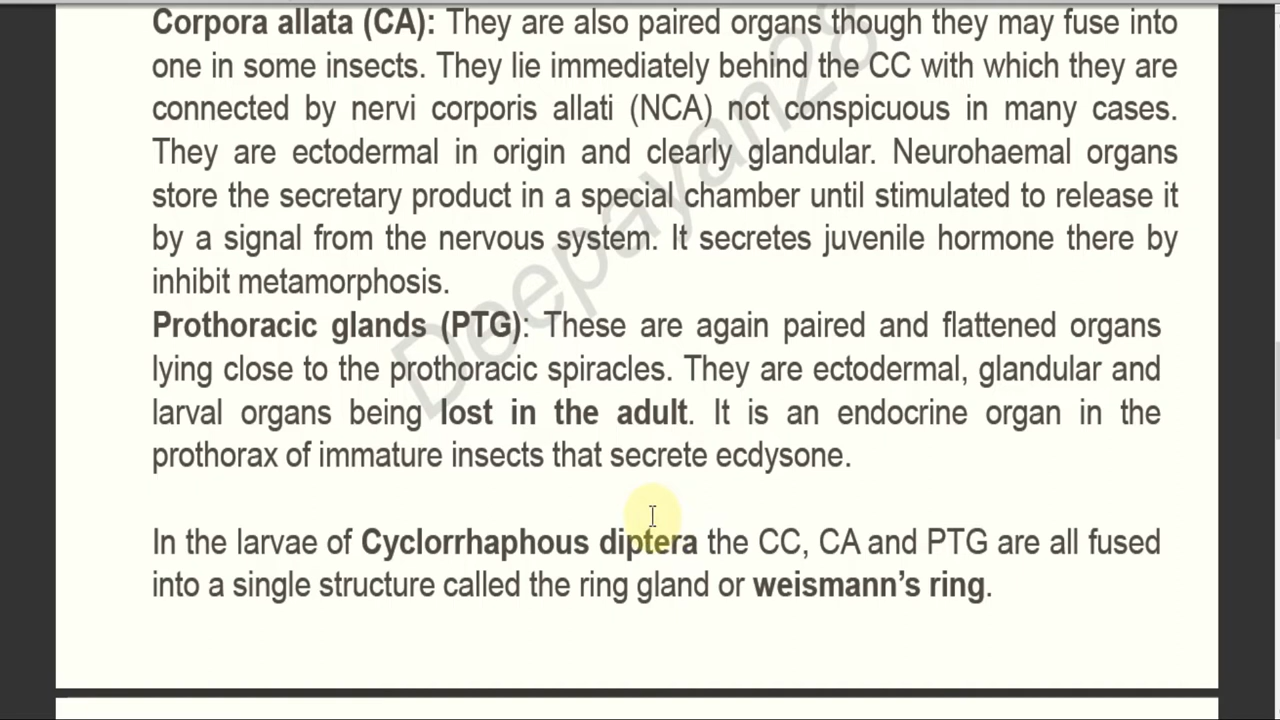 Corpora allata (CA): They are also paired organs though they may fuse into
one in some insects. They lie immediately behind the CC with which they are
connected by nervi corporis allati (NCA) not conspicuous in many cases.
They are ectodermal in origin and clearly glandular. Neurohaemal organs
store the secretary product in a special chamber until stimulated to release it
by a signal from the nervous system. It secretes juvenile hormone there by
inhibit metamorphosis.
Prothoracic glands (PTG): These are again paired and flattened organs
lying close to the prothoracic spiracles. They are ectodermal, glandular and
larval organs being lost in the adult. It is an endocrine organ in the
prothorax of immature insects that secrete ecdysone.
In the larvae of Cyclorrhaphous diptera the CC, CA and PTG are all fused
into a single structure called the ring gland or weismann's ring.
Deepayan28